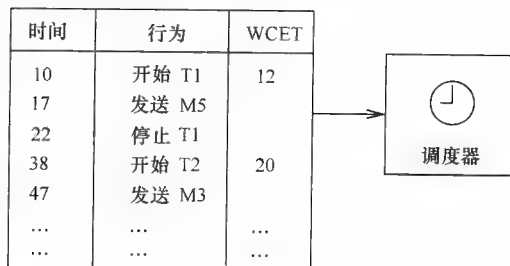 时间 行为 WCET
10 开始 T1 12
17 发送 M5
22 停止 T1
38 开始 T2 20
47 发送 M3
… … …
… … …
调度器